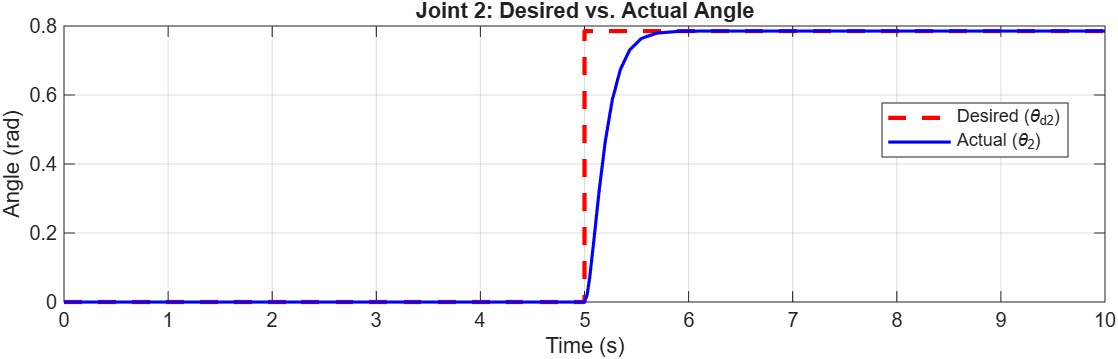 Joint 2: Desired vs. Actual Angle
Angle (rad)
0.8
0.6
0.4
0.2
0
Desired (θd2)
Actual (θ2)
0 1 2 3 4 5 6 7 8 9 10
Time (s)